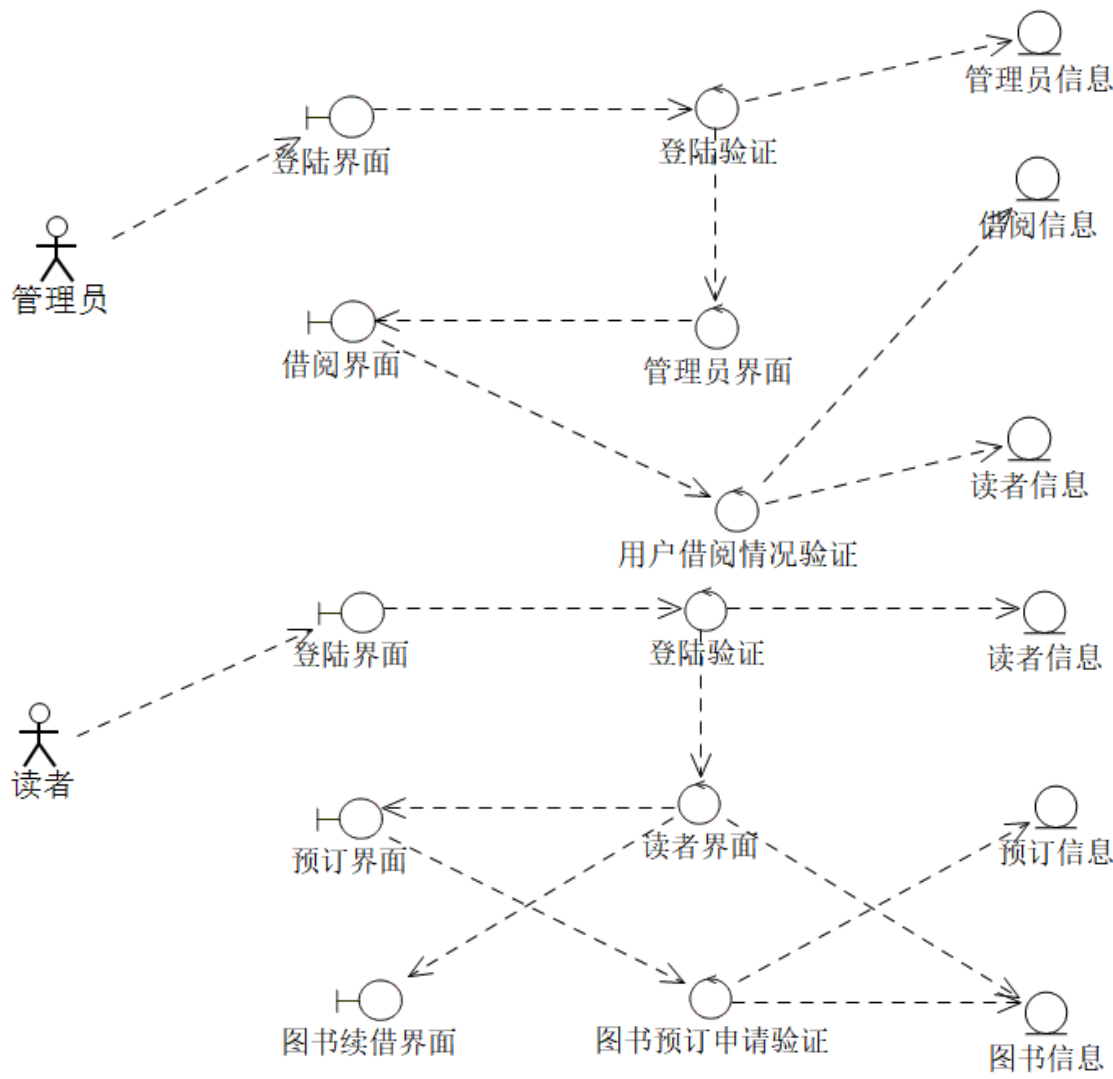 管理员信息
登陆界面
登陆验证
借阅信息
管理员
借阅界面
管理员界面
读者信息
用户借阅情况验证
登陆界面
登陆验证
读者信息
读者
预订界面
读者界面
预订信息
图书续借界面
图书预订申请验证
图书信息